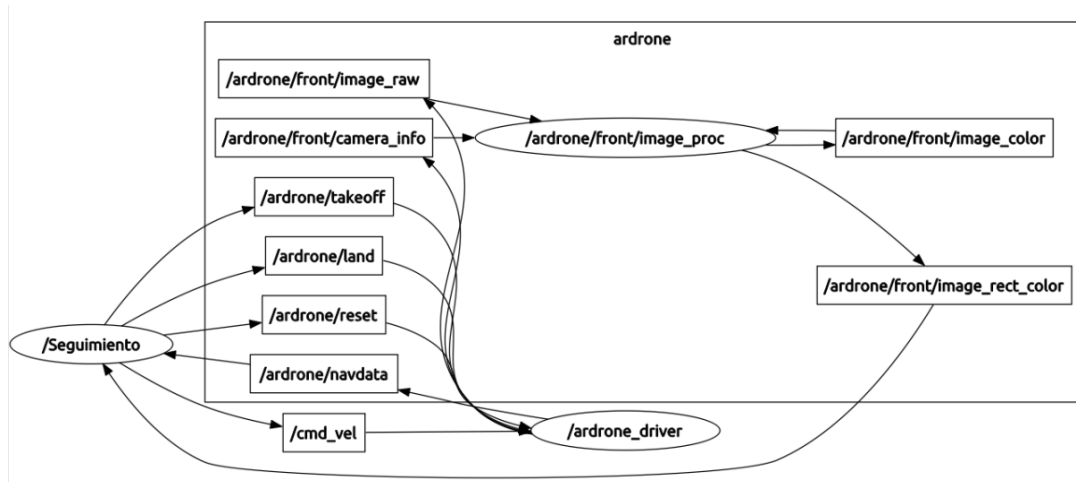 ardrone
/ardrone/front/image_raw
/ardrone/front/camera_info
/ardrone/front/image_proc
/ardrone/front/image_color
/ardrone/takeoff
/ardrone/land
/ardrone/front/image_rect_color
/ardrone/reset
/Seguimiento
/ardrone/navdata
/cmd_vel
/ardrone_driver